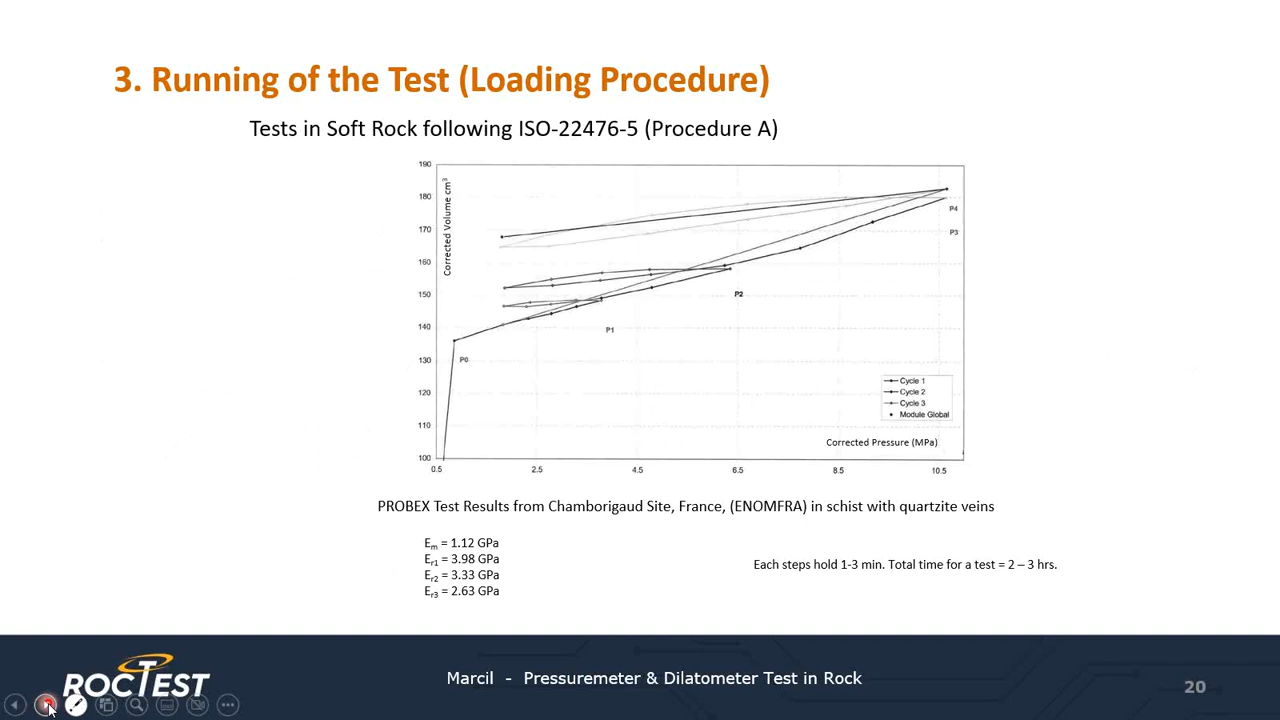 3. Running of the Test (Loading Procedure)
Tests in Soft Rock following ISO-22476-5 (Procedure A)
190
180
170
160
150
140
130
120
110
100
Corrected Volume cm³
P4
P3
P2
P1
P0
Cycle 1
Cycle 2
Cycle 3
Module Global
Corrected Pressure (MPa)
0.5 2.5 4.5 6.5 8.5 10.5
PROBEX Test Results from Chamborigaud Site, France, (ENOMFRA) in schist with quartzite veins
Em = 1.12 GPa
Er1 = 3.98 GPa
Er2 = 3.33 GPa
Er3 = 2.63 GPa
Each steps hold 1-3 min. Total time for a test = 2 – 3 hrs.
ROCTEST
Marcil - Pressuremeter & Dilatometer Test in Rock
20